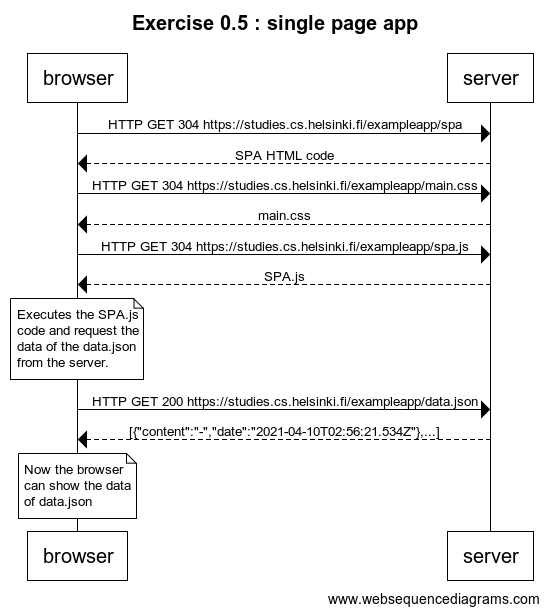 Exercise 0.5 : single page app
browser
server
HTTP GET 304 https://studies.cs.helsinki.fi/exampleapp/spa
SPA HTML code
HTTP GET 304 https://studies.cs.helsinki.fi/exampleapp/main.css
main.css
HTTP GET 304 https://studies.cs.helsinki.fi/exampleapp/spa.js
SPA.js
Executes the SPA.js
code and request the
data of the data.json
from the server.
HTTP GET 200 https://studies.cs.helsinki.fi/exampleapp/data.json
[{"content":"-","date":"2021-04-10T02:56:21.534Z"},...]
Now the browser
can show the data
of data.json
browser
server
www.websequencediagrams.com